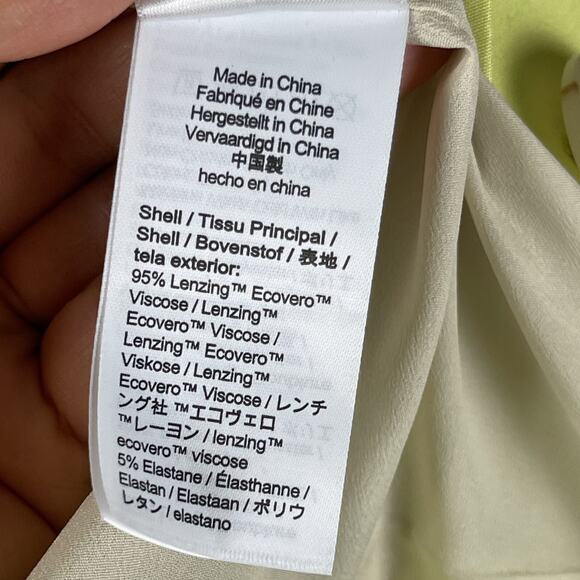 Made in China
Fabriqué en Chine
Hergestellt in China
Vervaardigd in China
中国製
hecho en china
Shell / Tissu Principal /
Shell / Bovenstof / 表地 /
tela exterior:
95% Lenzing™ Ecovero™
Viscose / Lenzing™
Ecovero™ Viscose /
Lenzing™ Ecovero™
Viskose / Lenzing™
Ecovero™ Viscose / レンチ
ング社 ™エコヴェロ
™レーヨン / lenzing™
ecovero™ viscose
5% Elastane / Élasthanne /
Elastan / Elastaan / ポリウ
レタン / elastano